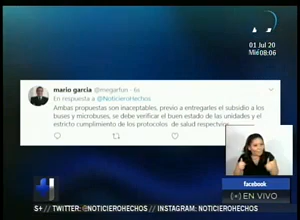 01 Jul 20
Mié 08:06
mario garcia @megarfun · 6s
En respuesta a @NoticieroHechos
Ambas propuestas son inaceptables, previo a entregarles el subsidio a los
buses y microbuses, se debe verificar el buen estado de las unidades y el
estricto cumplimiento de los protocolos de salud respectivos
facebook
EN VIVO
S+// TWITTER: @NOTICIEROHECHOS // INSTAGRAM: NOTICIEROHECHOS